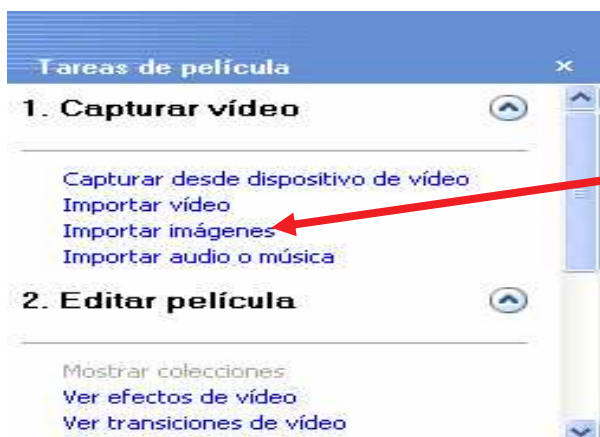 Tareas de película
1. Capturar vídeo
Capturar desde dispositivo de vídeo
Importar vídeo
Importar imágenes
Importar audio o música
2. Editar película
Mostrar colecciones
Ver efectos de vídeo
Ver transiciones de vídeo